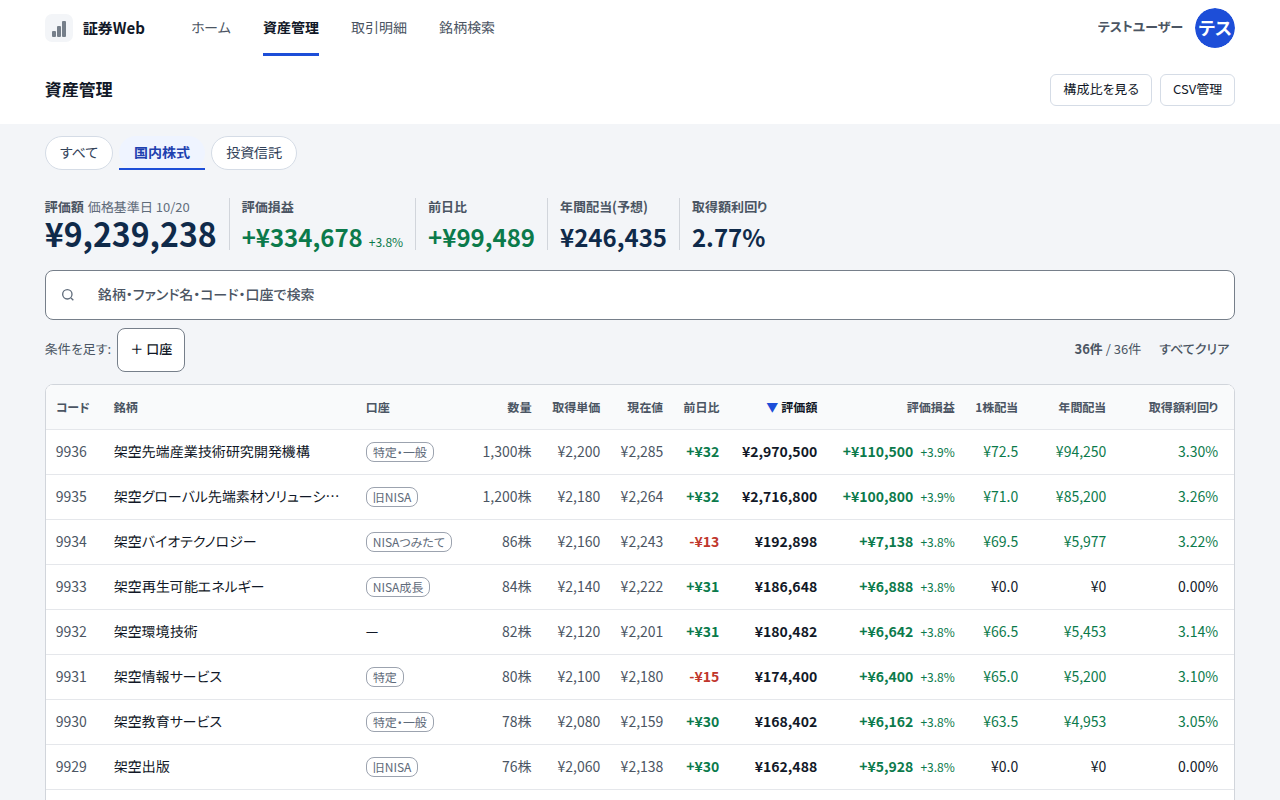 証券Web ホーム 資産管理 取引明細 銘柄検索 テストユーザー テス
資産管理 構成比を見る CSV管理
すべて 国内株式 投資信託
評価額 価格基準日 10/20 評価損益 前日比 年間配当(予想) 取得額利回り
¥9,239,238 +¥334,678 +3.8% +¥99,489 ¥246,435 2.77%
銘柄・ファンド名・コード・口座で検索
条件を足す: ＋ 口座 36件 / 36件 すべてクリア
コード 銘柄 口座 数量 取得単価 現在値 前日比 ▼ 評価額 評価損益 1株配当 年間配当 取得額利回り
9936 架空先端産業技術研究開発機構 特定・一般 1,300株 ¥2,200 ¥2,285 +¥32 ¥2,970,500 +¥110,500 +3.9% ¥72.5 ¥94,250 3.30%
9935 架空グローバル先端素材ソリューシ… 旧NISA 1,200株 ¥2,180 ¥2,264 +¥32 ¥2,716,800 +¥100,800 +3.9% ¥71.0 ¥85,200 3.26%
9934 架空バイオテクノロジー NISAつみたて 86株 ¥2,160 ¥2,243 -¥13 ¥192,898 +¥7,138 +3.8% ¥69.5 ¥5,977 3.22%
9933 架空再生可能エネルギー NISA成長 84株 ¥2,140 ¥2,222 +¥31 ¥186,648 +¥6,888 +3.8% ¥0.0 ¥0 0.00%
9932 架空環境技術 — 82株 ¥2,120 ¥2,201 +¥31 ¥180,482 +¥6,642 +3.8% ¥66.5 ¥5,453 3.14%
9931 架空情報サービス 特定 80株 ¥2,100 ¥2,180 -¥15 ¥174,400 +¥6,400 +3.8% ¥65.0 ¥5,200 3.10%
9930 架空教育サービス 特定・一般 78株 ¥2,080 ¥2,159 +¥30 ¥168,402 +¥6,162 +3.8% ¥63.5 ¥4,953 3.05%
9929 架空出版 旧NISA 76株 ¥2,060 ¥2,138 +¥30 ¥162,488 +¥5,928 +3.8% ¥0.0 ¥0 0.00%